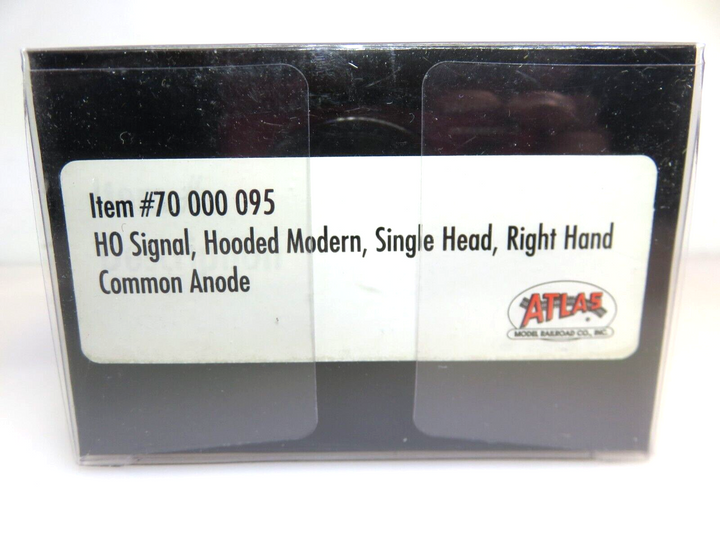 Item #70 000 095
HO Signal, Hooded Modern, Single Head, Right Hand
Common Anode
ATLAS
MODEL RAILROAD CO., INC.